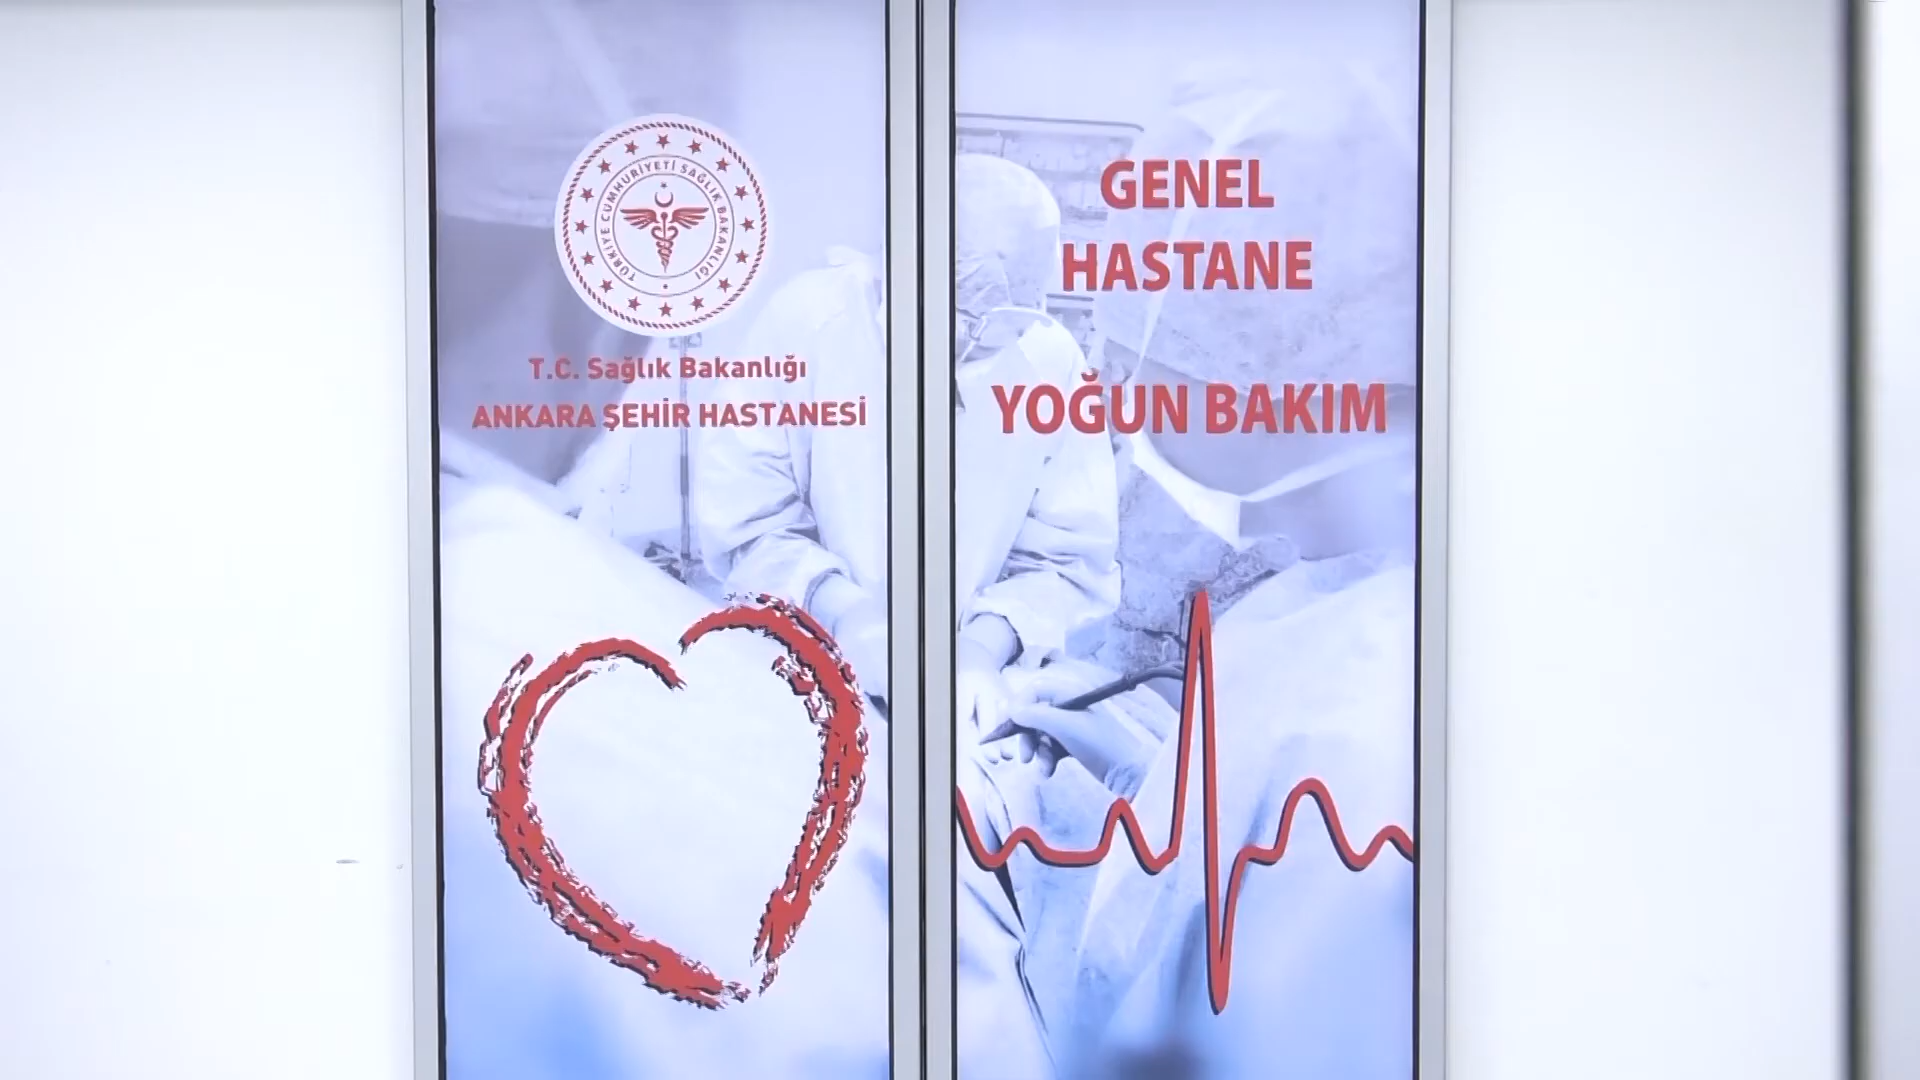 TÜRKİYE CUMHURİYETİ SAĞLIK BAKANLIĞI
T.C. Sağlık Bakanlığı
ANKARA ŞEHİR HASTANESİ
GENEL
HASTANE
YOĞUN BAKIM